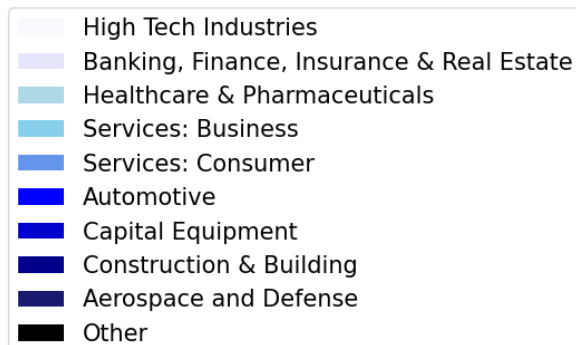 High Tech Industries
Banking, Finance, Insurance & Real Estate
Healthcare & Pharmaceuticals
Services: Business
Services: Consumer
Automotive
Capital Equipment
Construction & Building
Aerospace and Defense
Other